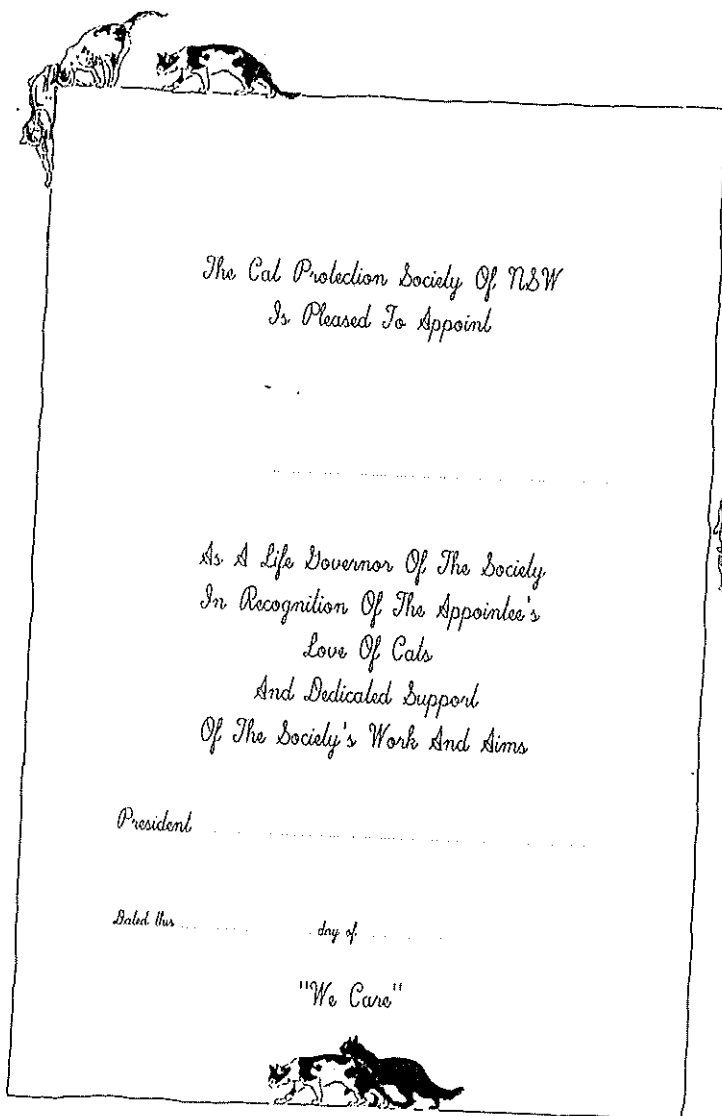 The Cat Protection Society Of NSW
Is Pleased To Appoint
As A Life Governor Of The Society
In Recognition Of The Appointee's
Love Of Cats
And Dedicated Support
Of The Society's Work And Aims
President
Dated this day of
"We Care"